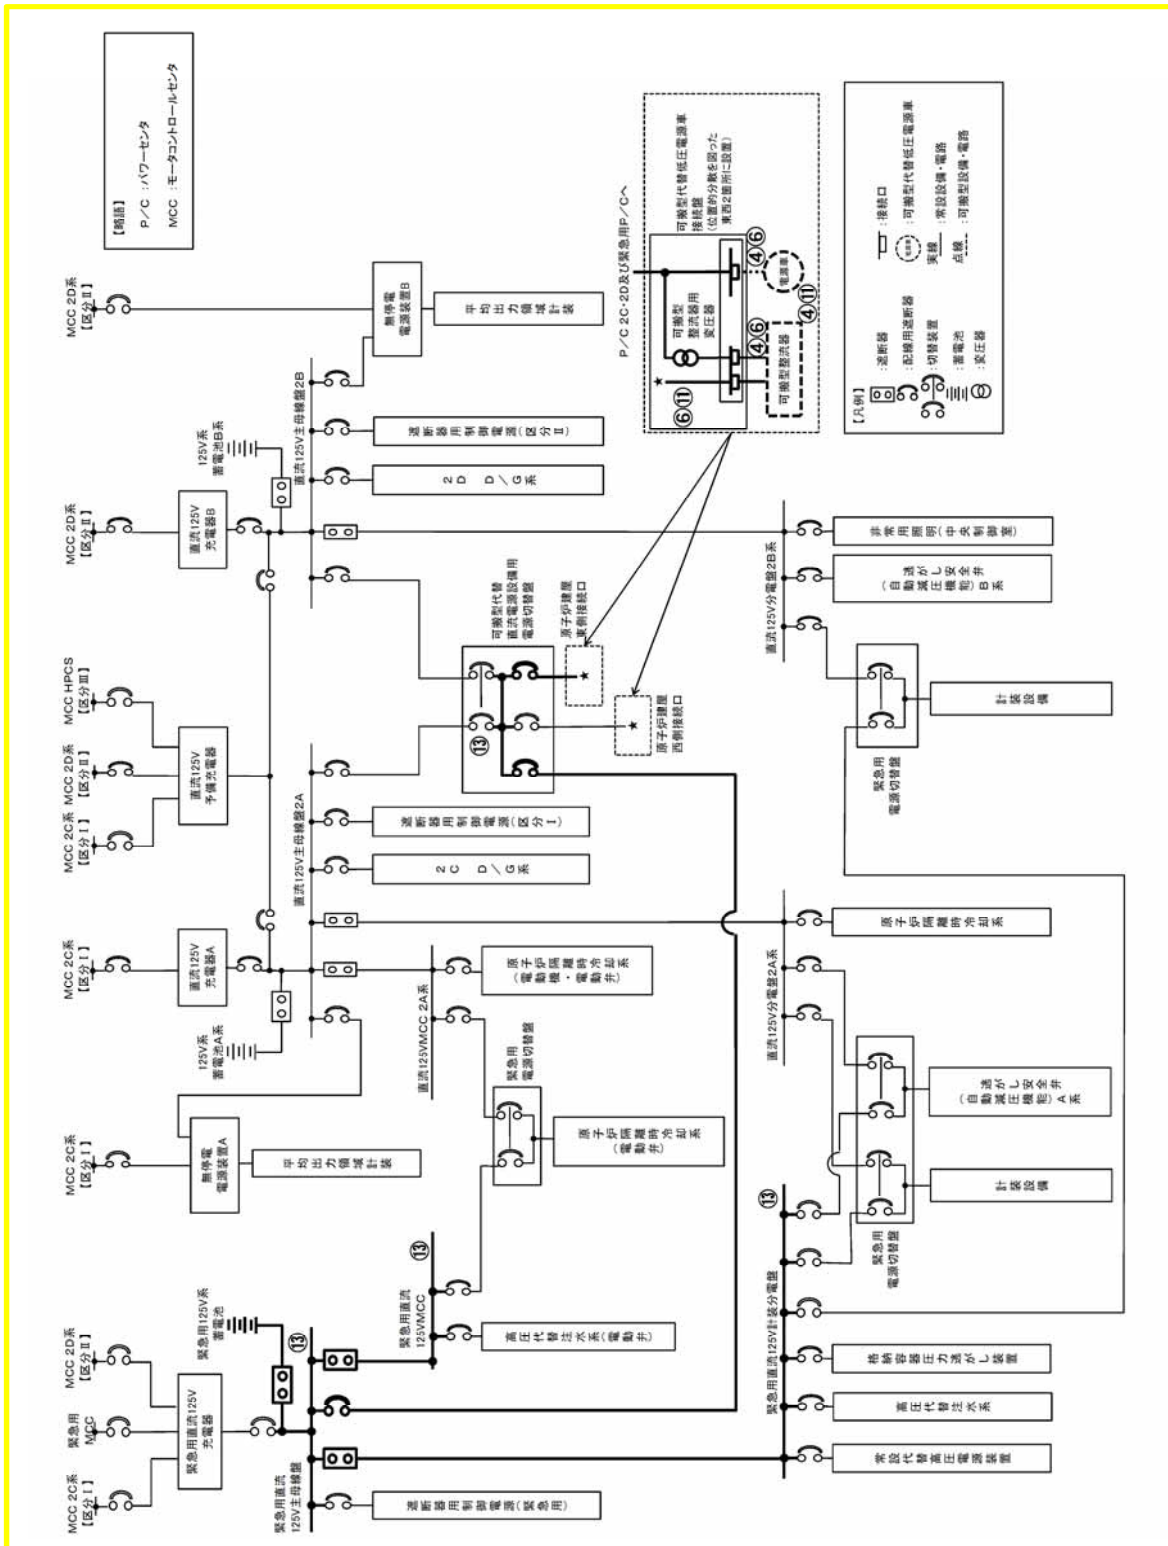 【略語】
P/C ：パワーセンタ
MCC ：モータコントロールセンタ
MCC 2C系
【区分Ⅰ】
緊急用
MCC
MCC 2D系
【区分Ⅱ】
緊急用直流125V
充電器
緊急用125V系
蓄電池
緊急用直流
125V主母線盤
⑬
遮断器用制御電源(緊急用)
緊急用直流
125VMCC
⑬
高圧代替注水系(電動弁)
MCC 2C系
【区分Ⅰ】
無停電
電源装置A
平均出力領域計装
MCC 2C系
【区分Ⅰ】
直流125V
充電器A
125V系
蓄電池A系
直流125V主母線盤2A
2C D/G系
遮断器用制御電源(区分Ⅰ)
直流125VMCC 2A系
原子炉隔離時冷却系
(電動機・電動弁)
緊急用
電源切替盤
原子炉隔離時冷却系
(電動弁)
MCC 2C系
【区分Ⅰ】
MCC 2D系
【区分Ⅱ】
MCC HPCS
【区分Ⅲ】
直流125V
予備充電器
MCC 2D系
【区分Ⅱ】
直流125V
充電器B
125V系
蓄電池B系
直流125V主母線盤2B
2D D/G系
遮断器用制御電源(区分Ⅱ)
MCC 2D系
【区分Ⅱ】
無停電
電源装置B
平均出力領域計装
可搬型代替
直流電源設備用
電源切替盤
⑬
★
原子炉建屋
西側接続口
★
原子炉建屋
東側接続口
P/C 2C・2D及び緊急用P/Cへ
可搬型代替低圧電源車
接続盤
(位置的分散を図った
東西2箇所に設置)
可搬型
整流器用
変圧器
★
⑥⑪
④⑥
④⑥
④⑪
可搬型整流器
電源車
緊急用直流125V計装分電盤
⑬
常設代替高圧電源装置
高圧代替注水系
格納容器圧力逃がし装置
緊急用
電源切替盤
計装設備
逃がし安全弁
(自動減圧機能)A系
直流125V分電盤2A系
原子炉隔離時冷却系
緊急用
電源切替盤
計装設備
直流125V分電盤2B系
逃がし安全弁
(自動減圧機能)B系
非常用照明(中央制御室)
【凡例】
：遮断器
：配線用遮断器
：切替装置
：蓄電池
：変圧器
：接続口
電源車
：可搬型代替低圧電源車
実線 ：常設設備・電路
点線 ：可搬型設備・電路